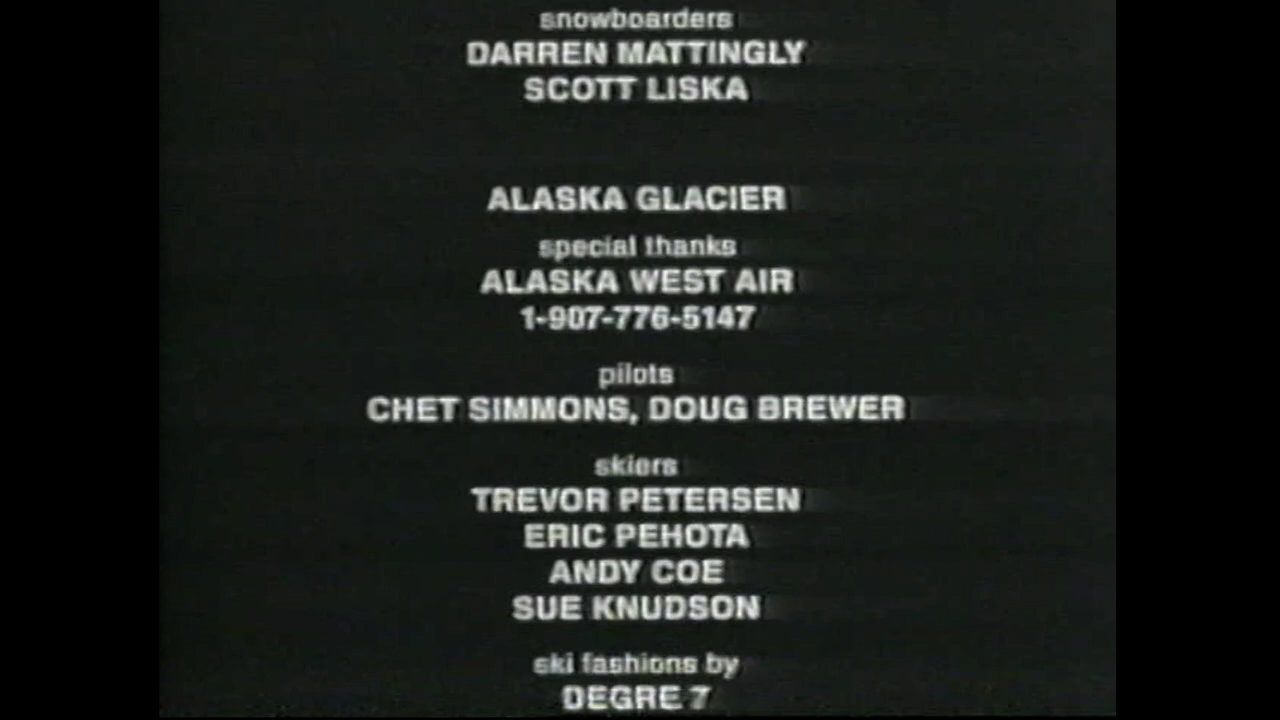 snowboarders
DARREN MATTINGLY
SCOTT LISKA
ALASKA GLACIER
special thanks
ALASKA WEST AIR
1-907-776-5147
pilots
CHET SIMMONS, DOUG BREWER
skiers
TREVOR PETERSEN
ERIC PEHOTA
ANDY COE
SUE KNUDSON
ski fashions by
DEGRE 7